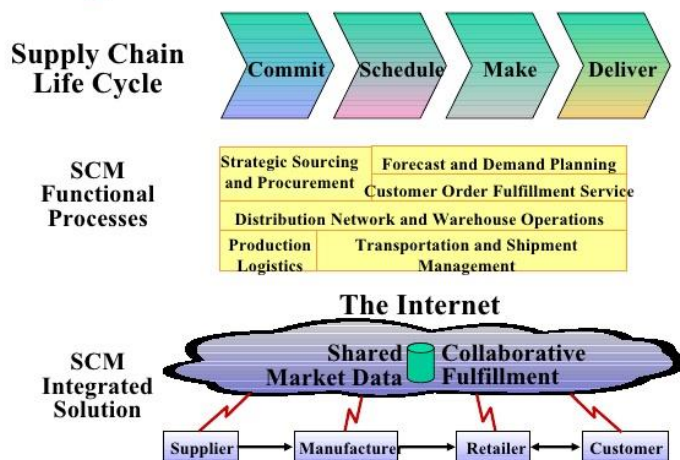 Supply Chain
Life Cycle
Commit
Schedule
Make
Deliver
SCM
Functional
Processes
Strategic Sourcing
and Procurement
Forecast and Demand Planning
Customer Order Fulfillment Service
Distribution Network and Warehouse Operations
Production
Logistics
Transportation and Shipment
Management
The Internet
SCM
Integrated
Solution
Shared
Market Data
Collaborative
Fulfillment
Supplier
Manufacturer
Retailer
Customer